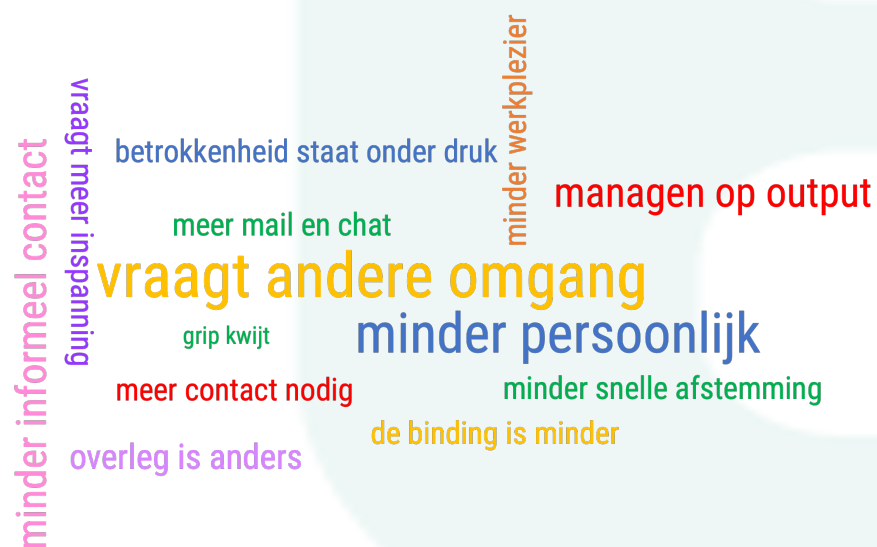 minder werkplezier
vraagt meer inspanning
minder informeel contact
betrokkenheid staat onder druk
managen op output
meer mail en chat
vraagt andere omgang
minder persoonlijk
grip kwijt
meer contact nodig
minder snelle afstemming
de binding is minder
overleg is anders